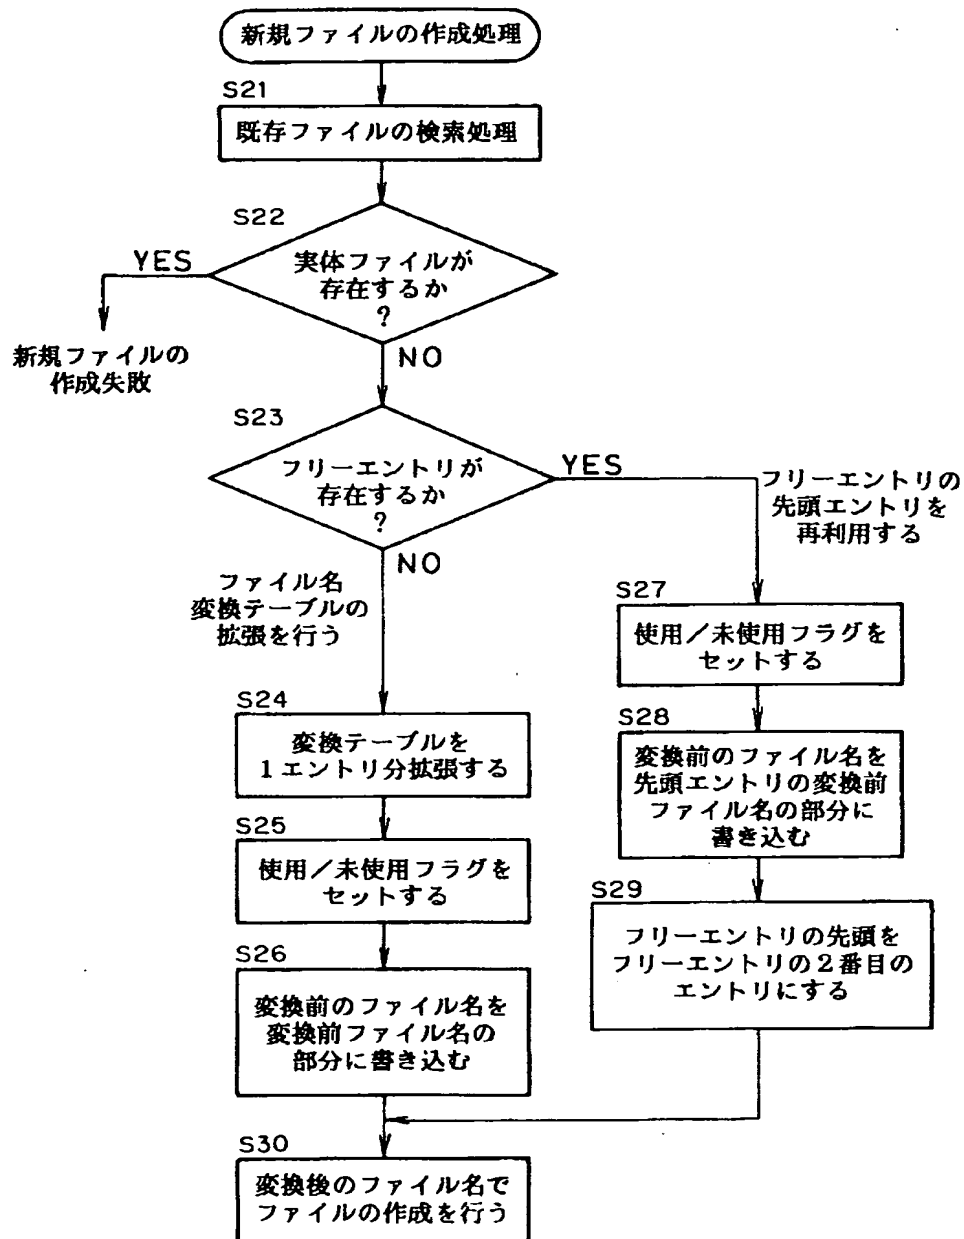 新規ファイルの作成処理
S21
既存ファイルの検索処理
S22
実体ファイルが
存在するか
?
YES
新規ファイルの
作成失敗
NO
S23
フリーエントリが
存在するか
?
YES
フリーエントリの
先頭エントリを
再利用する
NO
ファイル名
変換テーブルの
拡張を行う
S24
変換テーブルを
1エントリ分拡張する
S25
使用/未使用フラグを
セットする
S26
変換前のファイル名を
変換前ファイル名の
部分に書き込む
S27
使用/未使用フラグを
セットする
S28
変換前のファイル名を
先頭エントリの変換前
ファイル名の部分に
書き込む
S29
フリーエントリの先頭を
フリーエントリの2番目の
エントリにする
S30
変換後のファイル名で
ファイルの作成を行う